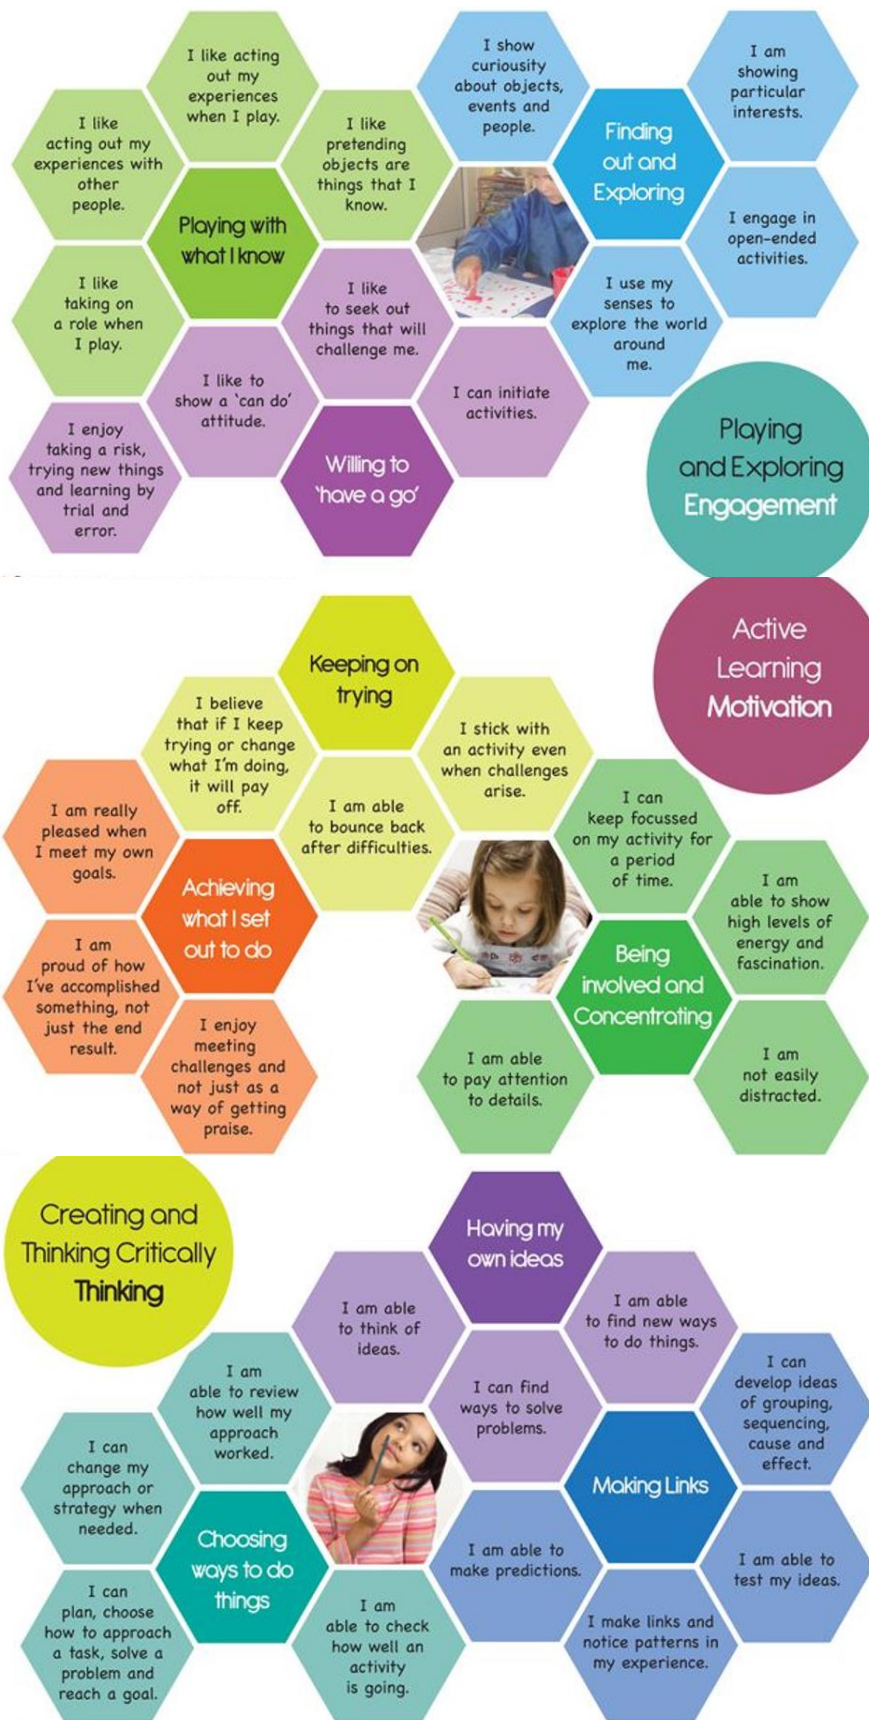 I like acting
out my
experiences
when I play.
I like
acting out my
experiences with
other
people.
I like
pretending
objects are
things that I
know.
Playing with
what I know
I like
taking on
a role when
I play.
I show
curiousity
about objects,
events and
people.
Finding
out and
Exploring
I am
showing
particular
interests.
I engage in
open-ended
activities.
I use my
senses to
explore the world
around
me.
I like
to seek out
things that will
challenge me.
I like to
show a ‘can do’
attitude.
I can initiate
activities.
I enjoy
taking a risk,
trying new things
and learning by
trial and
error.
Willing to
‘have a go’
Playing
and Exploring
Engagement
Active
Learning
Motivation
Keeping on
trying
I believe
that if I keep
trying or change
what I’m doing,
it will pay
off.
I stick with
an activity even
when challenges
arise.
I am able
to bounce back
after difficulties.
I am really
pleased when
I meet my own
goals.
Achieving
what I set
out to do
I am
proud of how
I’ve accomplished
something, not
just the end
result.
I enjoy
meeting
challenges and
not just as a
way of getting
praise.
I can
keep focussed
on my activity for
a period
of time.
I am
able to show
high levels of
energy and
fascination.
Being
involved and
Concentrating
I am able
to pay attention
to details.
I am
not easily
distracted.
Creating and
Thinking Critically
Thinking
Having my
own ideas
I am able
to think of
ideas.
I am able
to find new ways
to do things.
I can find
ways to solve
problems.
I am
able to review
how well my
approach
worked.
I can
change my
approach or
strategy when
needed.
Choosing
ways to do
things
I can
plan, choose
how to approach
a task, solve a
problem and
reach a goal.
I am
able to check
how well an
activity
is going.
I can
develop ideas
of grouping,
sequencing,
cause and
effect.
Making Links
I am able to
make predictions.
I am able to
test my ideas.
I make links and
notice patterns in
my experience.